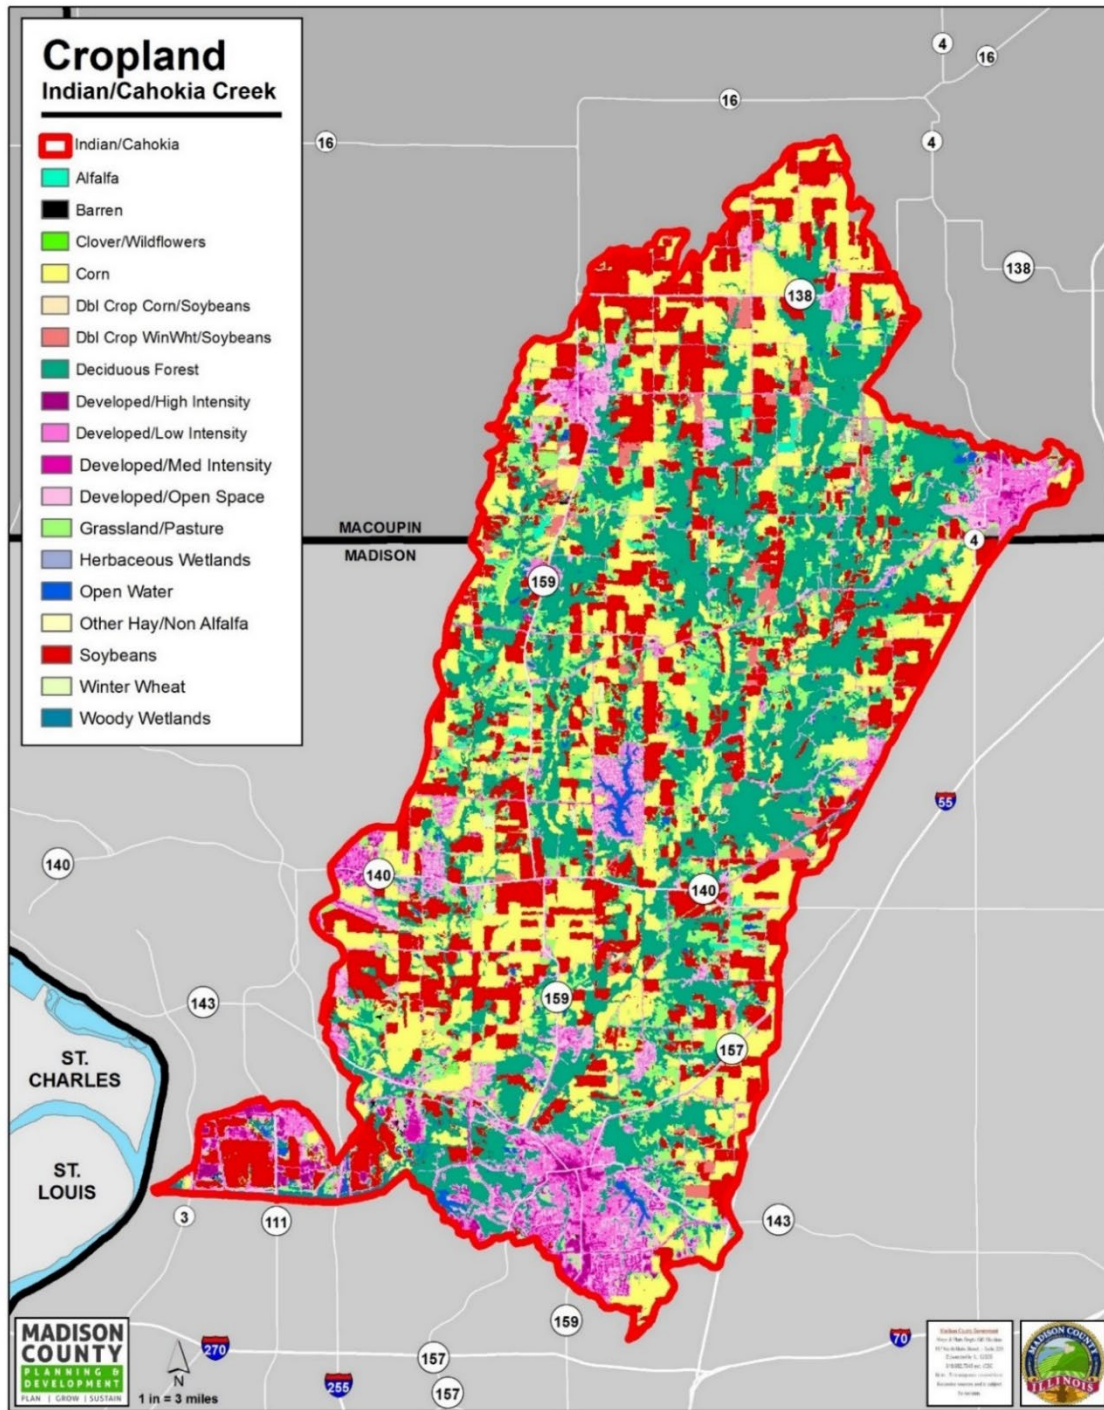 Cropland
Indian/Cahokia Creek
Indian/Cahokia
Alfalfa
Barren
Clover/Wildflowers
Corn
Dbl Crop Corn/Soybeans
Dbl Crop WinWht/Soybeans
Deciduous Forest
Developed/High Intensity
Developed/Low Intensity
Developed/Med Intensity
Developed/Open Space
Grassland/Pasture
Herbaceous Wetlands
Open Water
Other Hay/Non Alfalfa
Soybeans
Winter Wheat
Woody Wetlands
4
16
16
16
4
138
138
MACOUPIN
MADISON
4
159
55
140
140
140
143
159
157
ST.
CHARLES
ST.
LOUIS
3
111
143
159
70
270
255
157
157
N
1 in = 3 miles
MADISON
COUNTY
PLANNING &
DEVELOPMENT
PLAN | GROW | SUSTAIN
Madison County Government
MADISON COUNTY
ILLINOIS